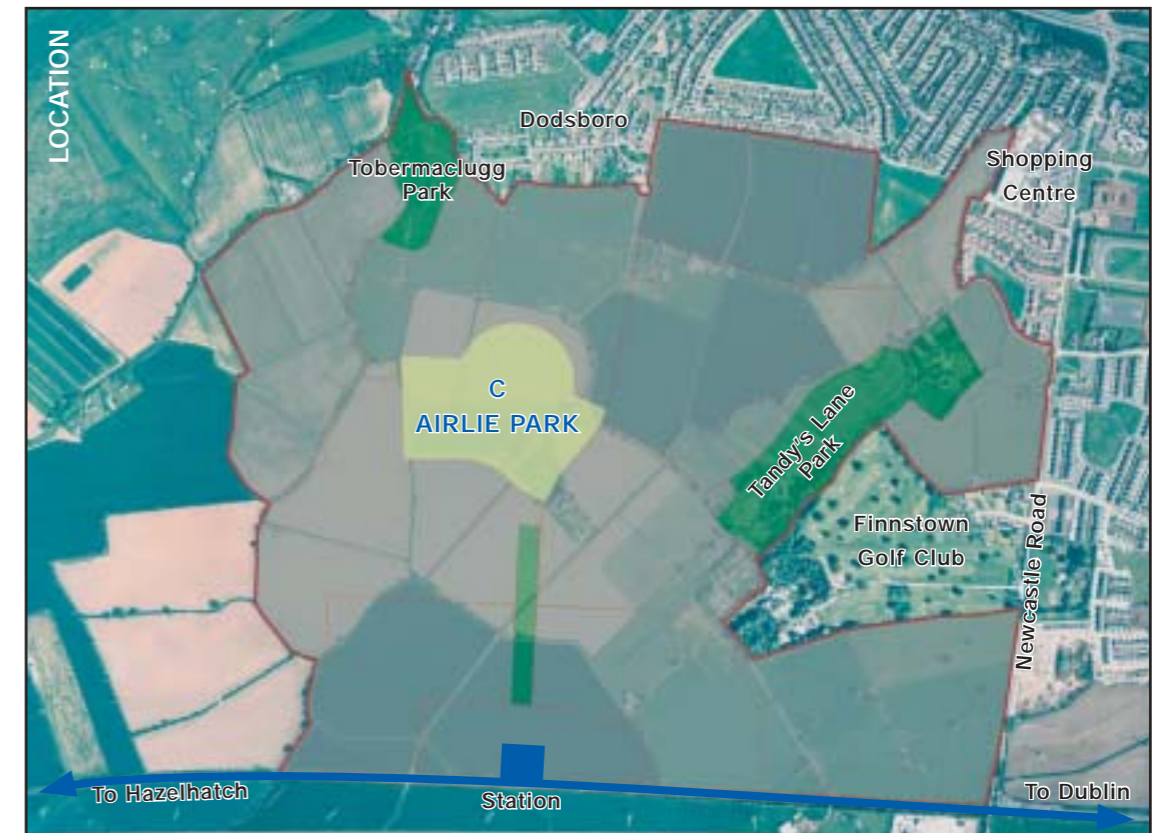 LOCATION
Dodsboro
Shopping
Centre
Tobermaclugg
Park
C
AIRLIE PARK
Tandy's Lane
Park
Finnstown
Golf Club
Newcastle Road
To Hazelhatch
Station
To Dublin